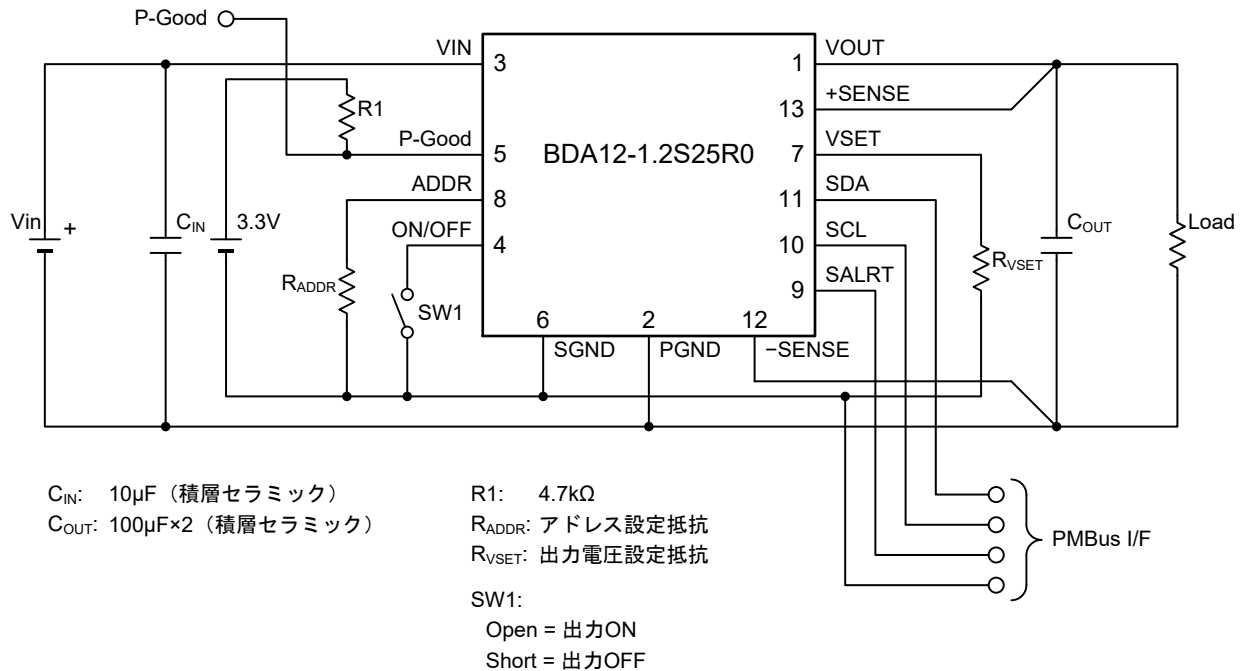 P-Good
VIN
3
R1
P-Good
5
ADDR
8
ON/OFF
4
Vin
+
CIN
3.3V
RADDR
SW1
BDA12-1.2S25R0
1
VOUT
13
+SENSE
7
VSET
11
SDA
10
SCL
9
SALRT
RVSET
COUT
Load
6
SGND
2
PGND
12
−SENSE
PMBus I/F
CIN: 10µF（積層セラミック）
COUT: 100µF×2（積層セラミック）
R1: 4.7kΩ
RADDR: アドレス設定抵抗
RVSET: 出力電圧設定抵抗
SW1:
Open = 出力ON
Short = 出力OFF